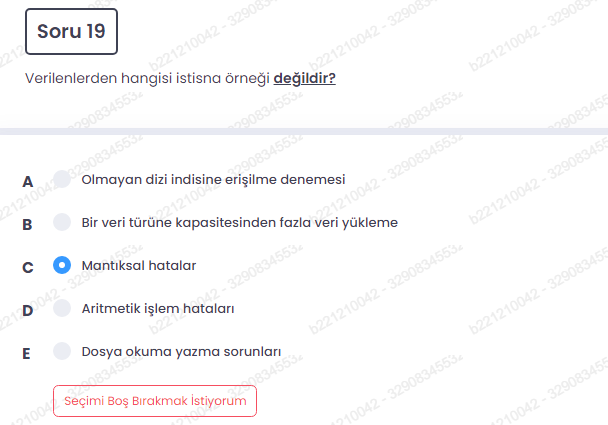 Soru 19
Verilenlerden hangisi istisna örneği değildir?
A Olmayan dizi indisine erişilme denemesi
B Bir veri türüne kapasitesinden fazla veri yükleme
C Mantıksal hatalar
D Aritmetik işlem hataları
E Dosya okuma yazma sorunları
Seçimi Boş Bırakmak İstiyorum